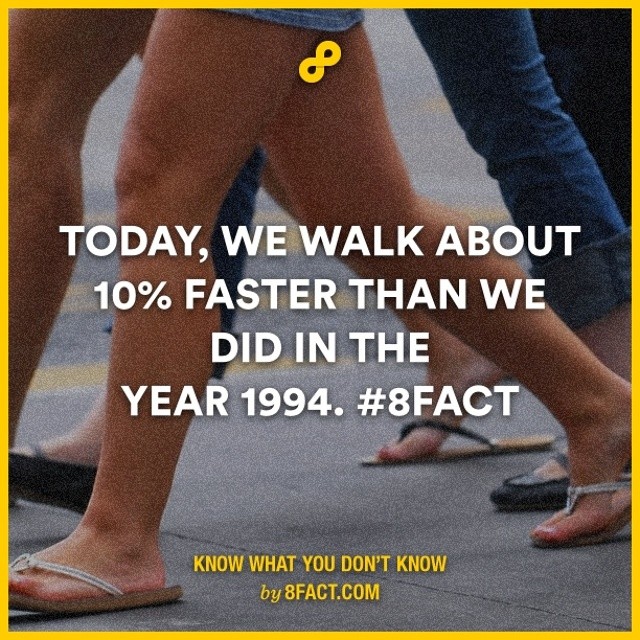 TODAY, WE WALK ABOUT
10% FASTER THAN WE
DID IN THE
YEAR 1994. #8FACT
KNOW WHAT YOU DON'T KNOW
by 8FACT.COM